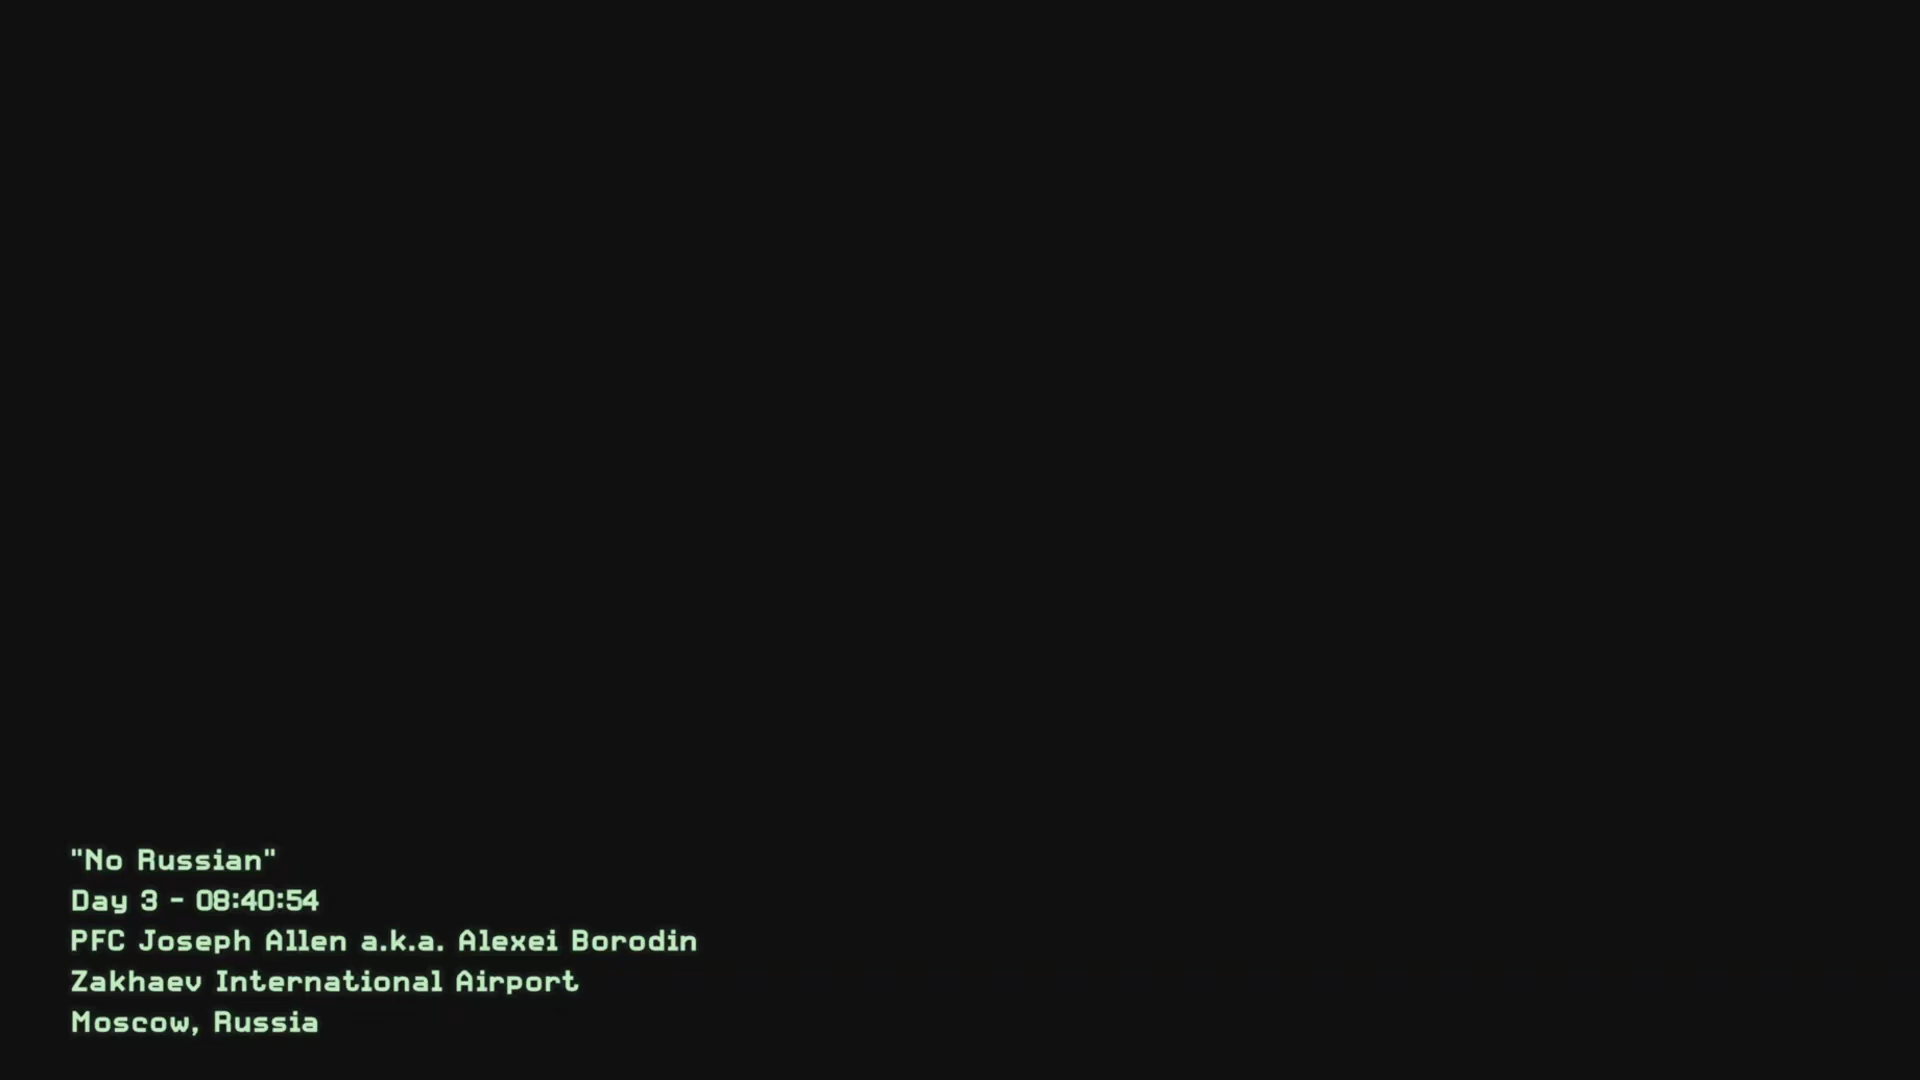 "No Russian"
Day 3 - 08:40:54
PFC Joseph Allen a.k.a. Alexei Borodin
Zakhaev International Airport
Moscow, Russia